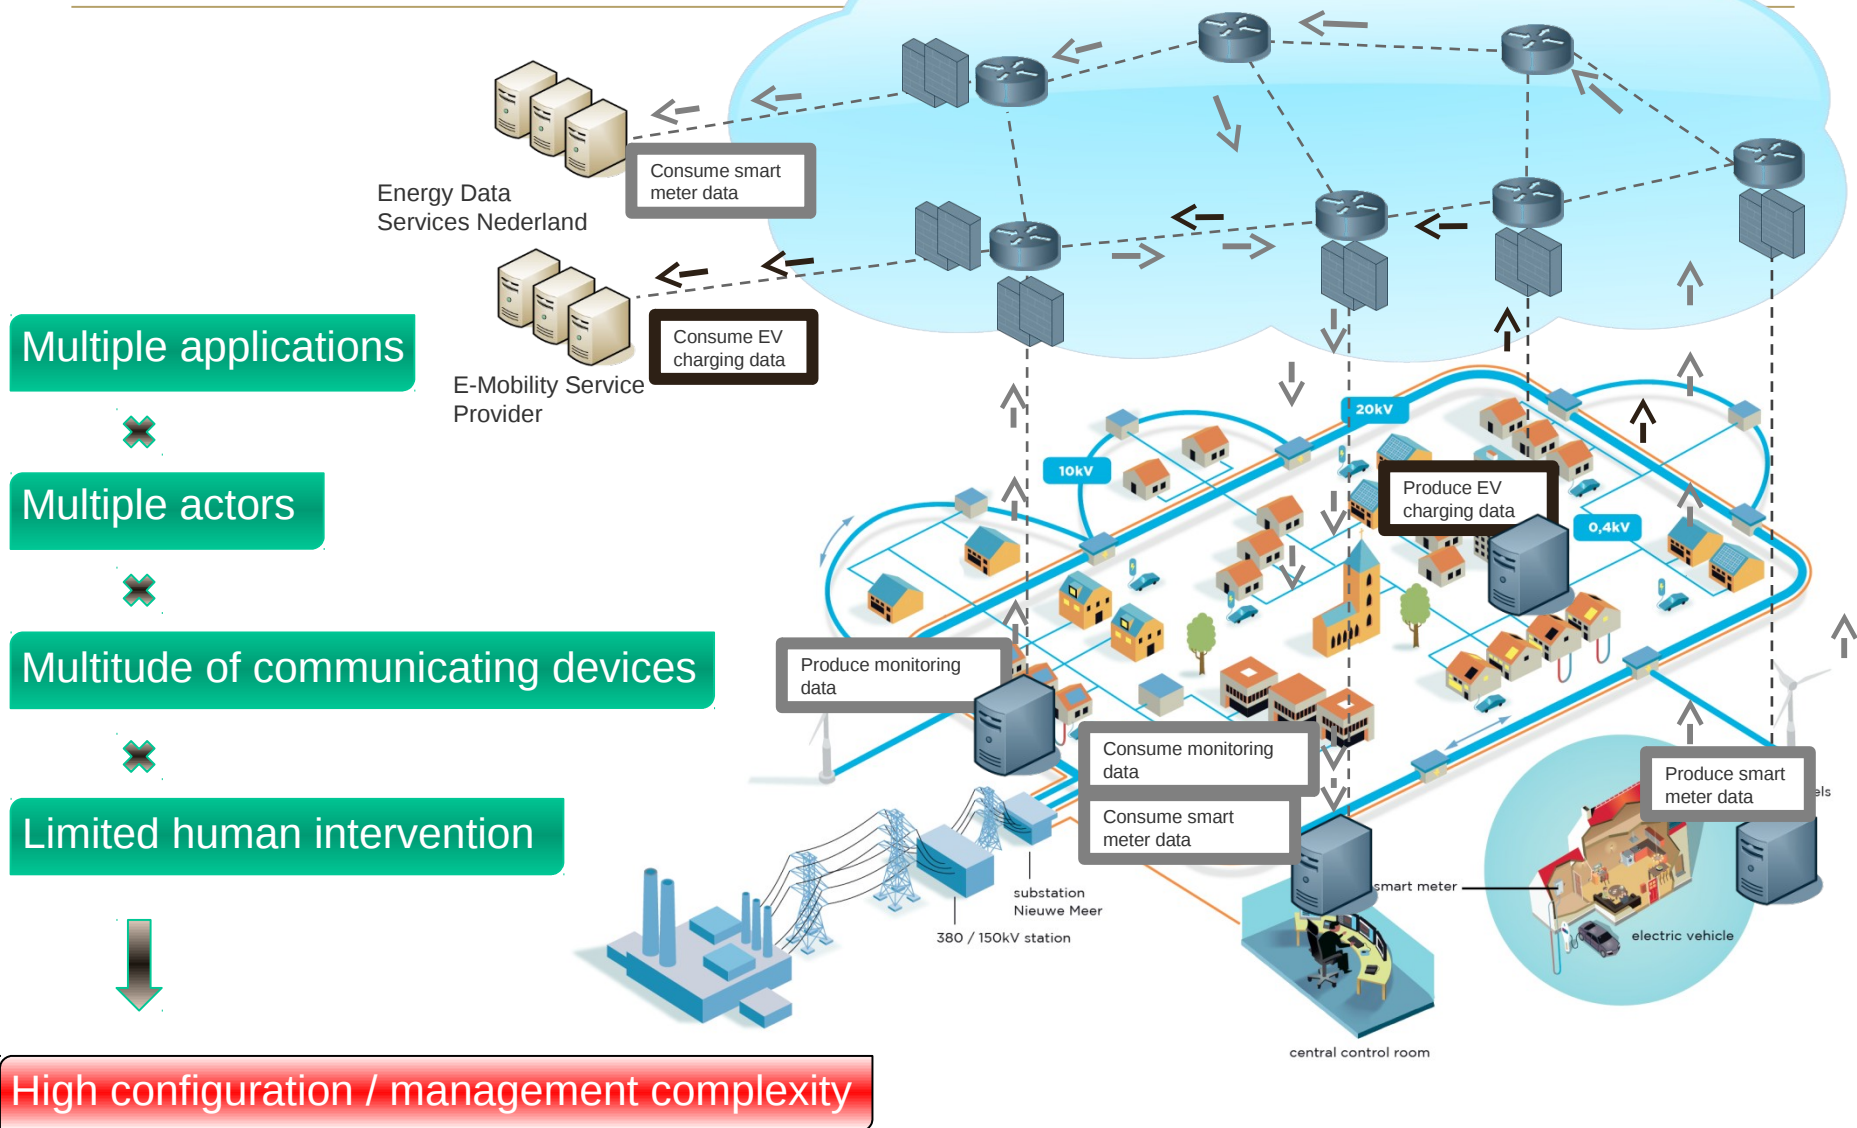 Consume smart
meter data
Energy Data
Services Nederland
Consume EV
charging data
E-Mobility Service
Provider
Multiple applications
Multiple actors
Multitude of communicating devices
Limited human intervention
High configuration / management complexity
20kV
10kV
Produce EV
charging data
0,4kV
Produce monitoring
data
Consume monitoring
data
Consume smart
meter data
Produce smart
meter data
smart meter
electric vehicle
substation
Nieuwe Meer
380 / 150kV station
central control room